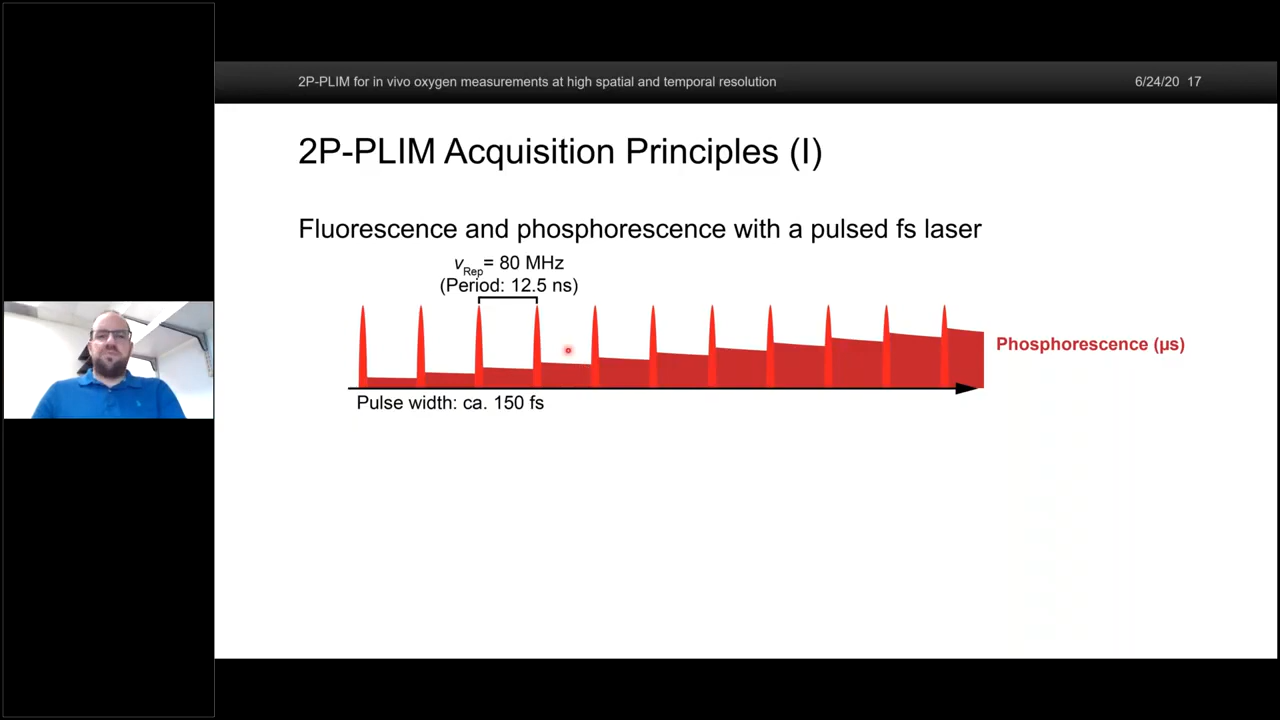 2P-PLIM for in vivo oxygen measurements at high spatial and temporal resolution
6/24/20 17
2P-PLIM Acquisition Principles (I)
Fluorescence and phosphorescence with a pulsed fs laser
νRep= 80 MHz
(Period: 12.5 ns)
Phosphorescence (µs)
Pulse width: ca. 150 fs